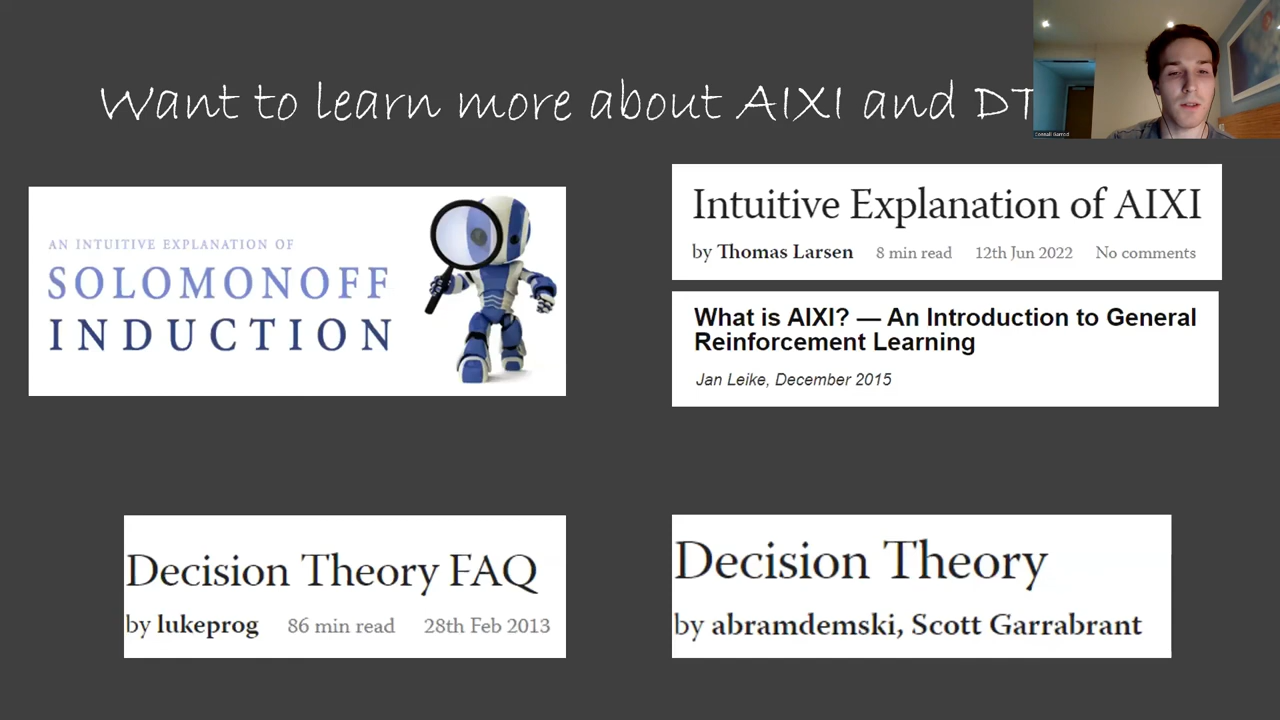 Want to learn more about AIXI and DT
AN INTUITIVE EXPLANATION OF
SOLOMONOFF
INDUCTION
Intuitive Explanation of AIXI
by Thomas Larsen 8 min read 12th Jun 2022 No comments
What is AIXI? — An Introduction to General
Reinforcement Learning
Jan Leike, December 2015
Decision Theory FAQ
by lukeprog 86 min read 28th Feb 2013
Decision Theory
by abramdemski, Scott Garrabrant